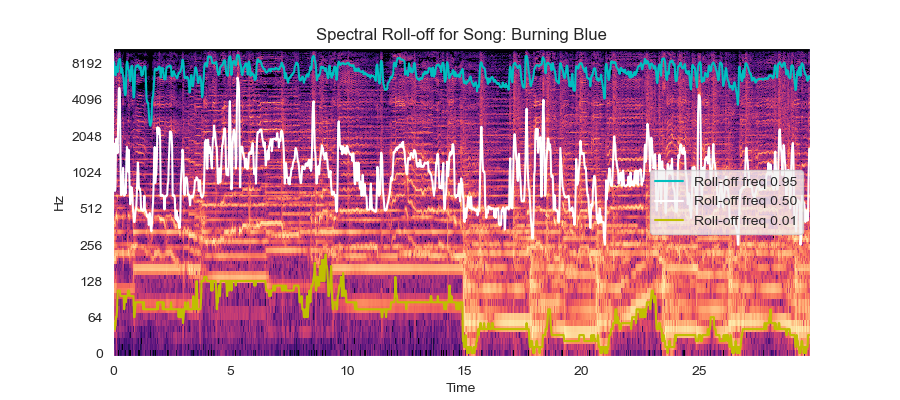 Spectral Roll-off for Song: Burning Blue
8192
4096
2048
1024
512
256
128
64
0
Hz
Roll-off freq 0.95
Roll-off freq 0.50
Roll-off freq 0.01
0 5 10 15 20 25
Time